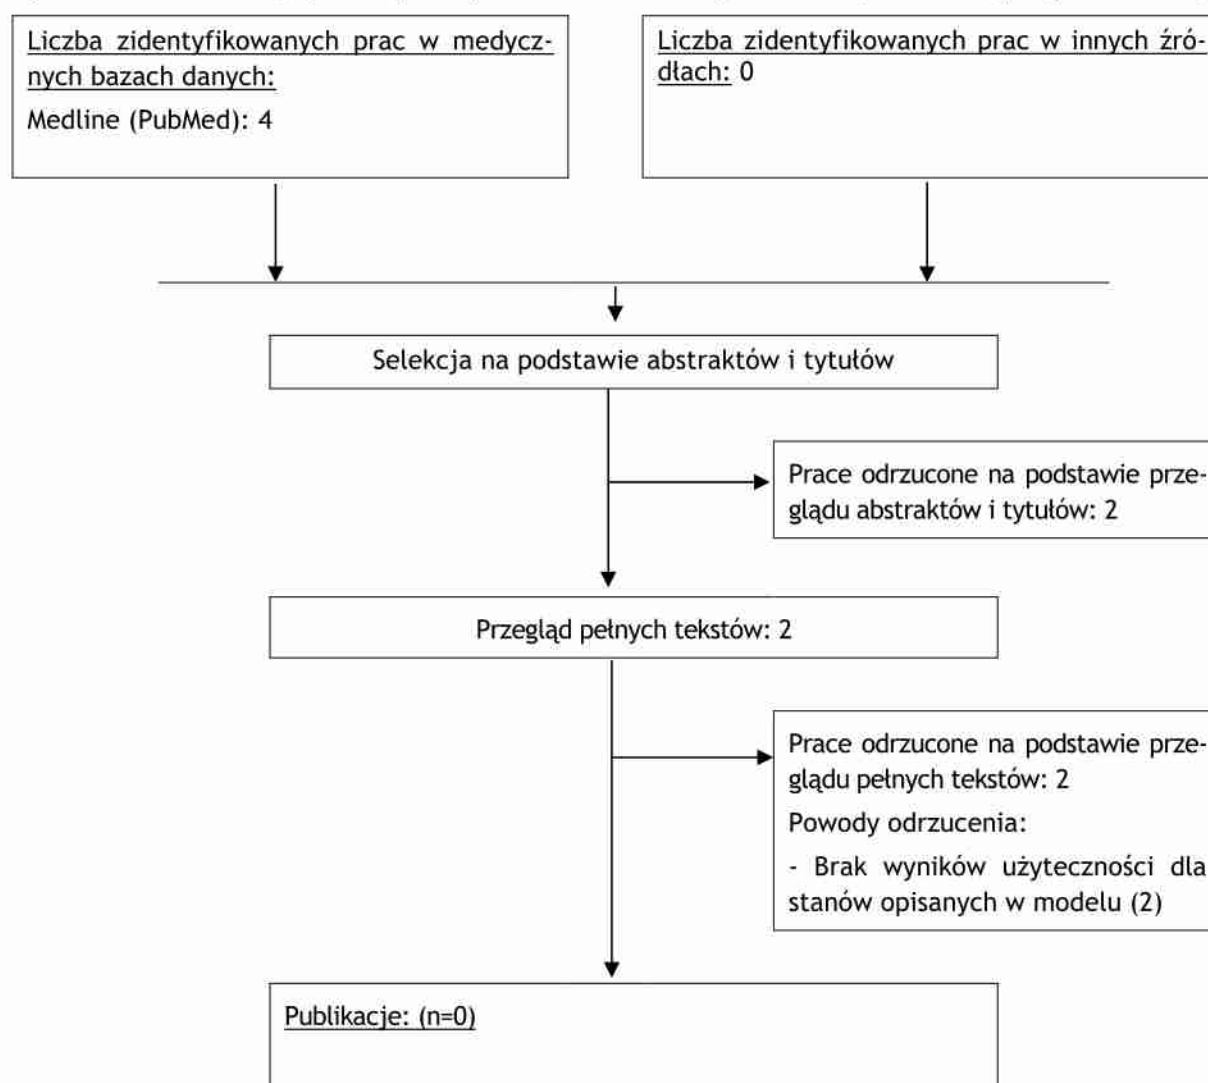 Liczba zidentyfikowanych prac w medycz-
nych bazach danych:
Medline (PubMed): 4
Liczba zidentyfikowanych prac w innych źró-
dłach: 0
Selekcja na podstawie abstraktów i tytułów
Prace odrzucone na podstawie prze-
glądu abstraktów i tytułów: 2
Przegląd pełnych tekstów: 2
Prace odrzucone na podstawie prze-
glądu pełnych tekstów: 2
Powody odrzucenia:
- Brak wyników użyteczności dla
stanów opisanych w modelu (2)
Publikacje: (n=0)